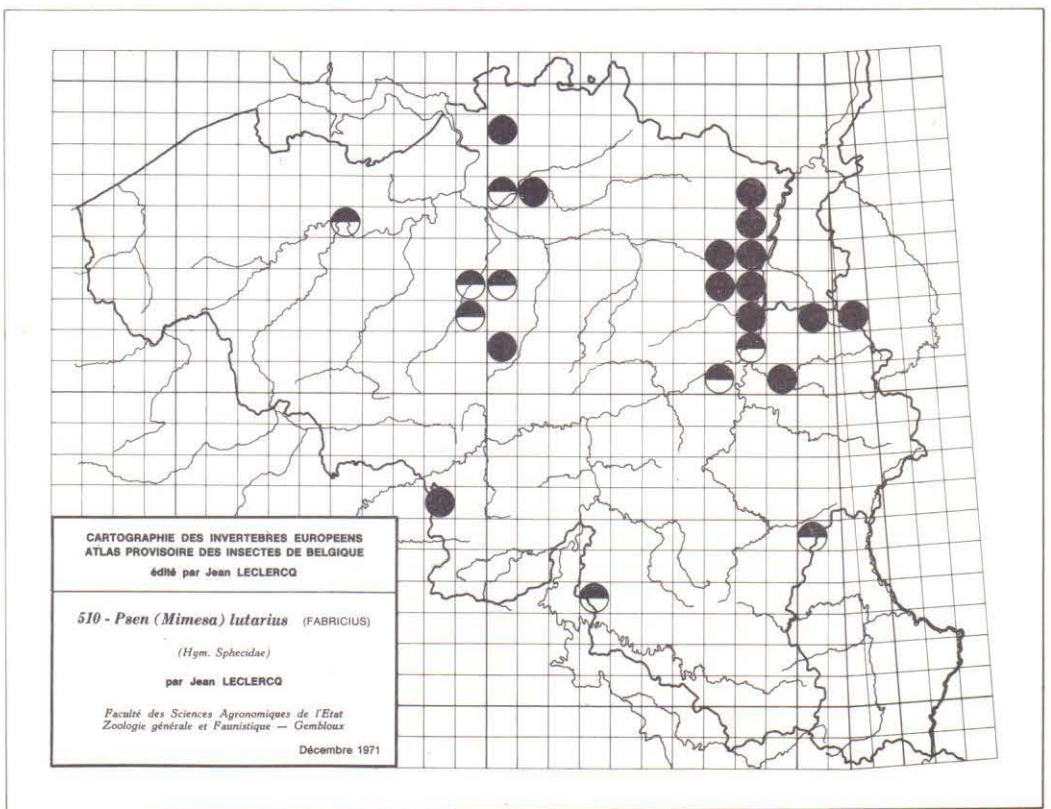 CARTOGRAPHIE DES INVERTEBRES EUROPEENS
ATLAS PROVISOIRE DES INSECTES DE BELGIQUE
édité par Jean LECLERCQ
510 - Psen (Mimesa) lutarius (FABRICIUS)
(Hym. Sphecidae)
par Jean LECLERCQ
Faculté des Sciences Agronomiques de l'Etat
Zoologie générale et Faunistique — Gembloux
Décembre 1971